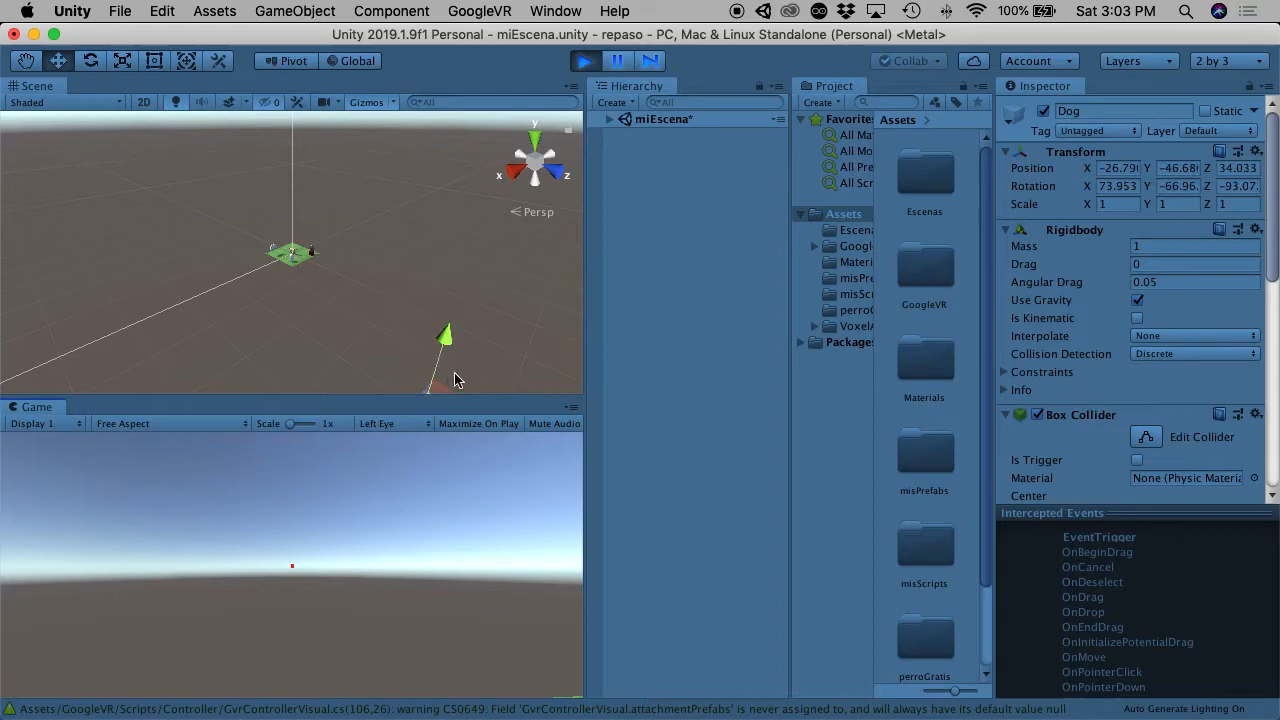 Unity File Edit Assets GameObject Component GoogleVR Window Help 100% Sat 3:03 PM
Unity 2019.1.9f1 Personal - miEscena.unity - repaso - PC, Mac & Linux Standalone (Personal) <Metal>
Pivot Global Collab Account Layers 2 by 3
Scene
Shaded 2D 0 Gizmos All
y
x
z
Persp
Game
Display 1 Free Aspect Scale 1x Left Eye Maximize On Play Mute Audio
Hierarchy
Create All
miEscena*
Project
Create
Favorites
All Ma
All Mo
All Pre
All Scr
Assets
Escena
Googl
Materi
misPre
misSc
perroG
VoxelA
Packages
Assets
Escenas
GoogleVR
Materials
misPrefabs
misScripts
perroGratis
Inspector
Dog Static
Tag Untagged Layer Default
Transform
Position X -26.790 Y -46.686 Z 34.033
Rotation X 73.953 Y -66.96. Z -93.07.
Scale X 1 Y 1 Z 1
Rigidbody
Mass 1
Drag 0
Angular Drag 0.05
Use Gravity
Is Kinematic
Interpolate None
Collision Detection Discrete
Constraints
Info
Box Collider
Edit Collider
Is Trigger
Material None (Physic Materia
Center
Intercepted Events
EventTrigger
OnBeginDrag
OnCancel
OnDeselect
OnDrag
OnDrop
OnEndDrag
OnInitializePotentialDrag
OnMove
OnPointerClick
OnPointerDown
Assets/GoogleVR/Scripts/Controller/GvrControllerVisual.cs(106,26): warning CS0649: Field 'GvrControllerVisual.attachmentPrefabs' is never assigned to, and will always have its default value null
Auto Generate Lighting On